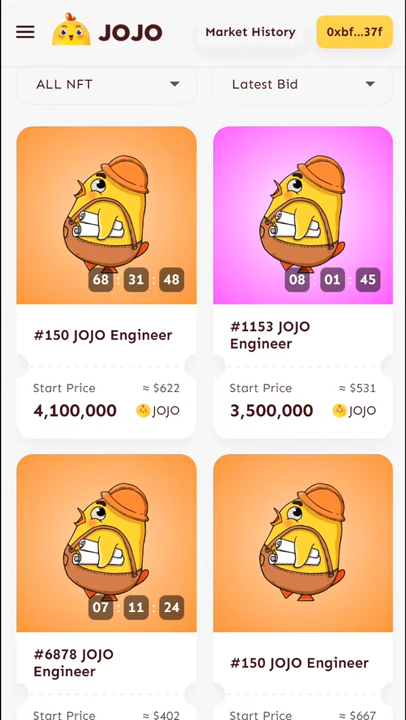 JOJO
Market History
0xbf...37f
ALL NFT
Latest Bid
68 : 31 : 48
08 : 01 : 45
#150 JOJO Engineer
#1153 JOJO
Engineer
Start Price ≈ $622
4,100,000 JOJO
Start Price ≈ $531
3,500,000 JOJO
07 : 11 : 24
#6878 JOJO
Engineer
#150 JOJO Engineer
Start Price ≈ $402
Start Price ≈ $667